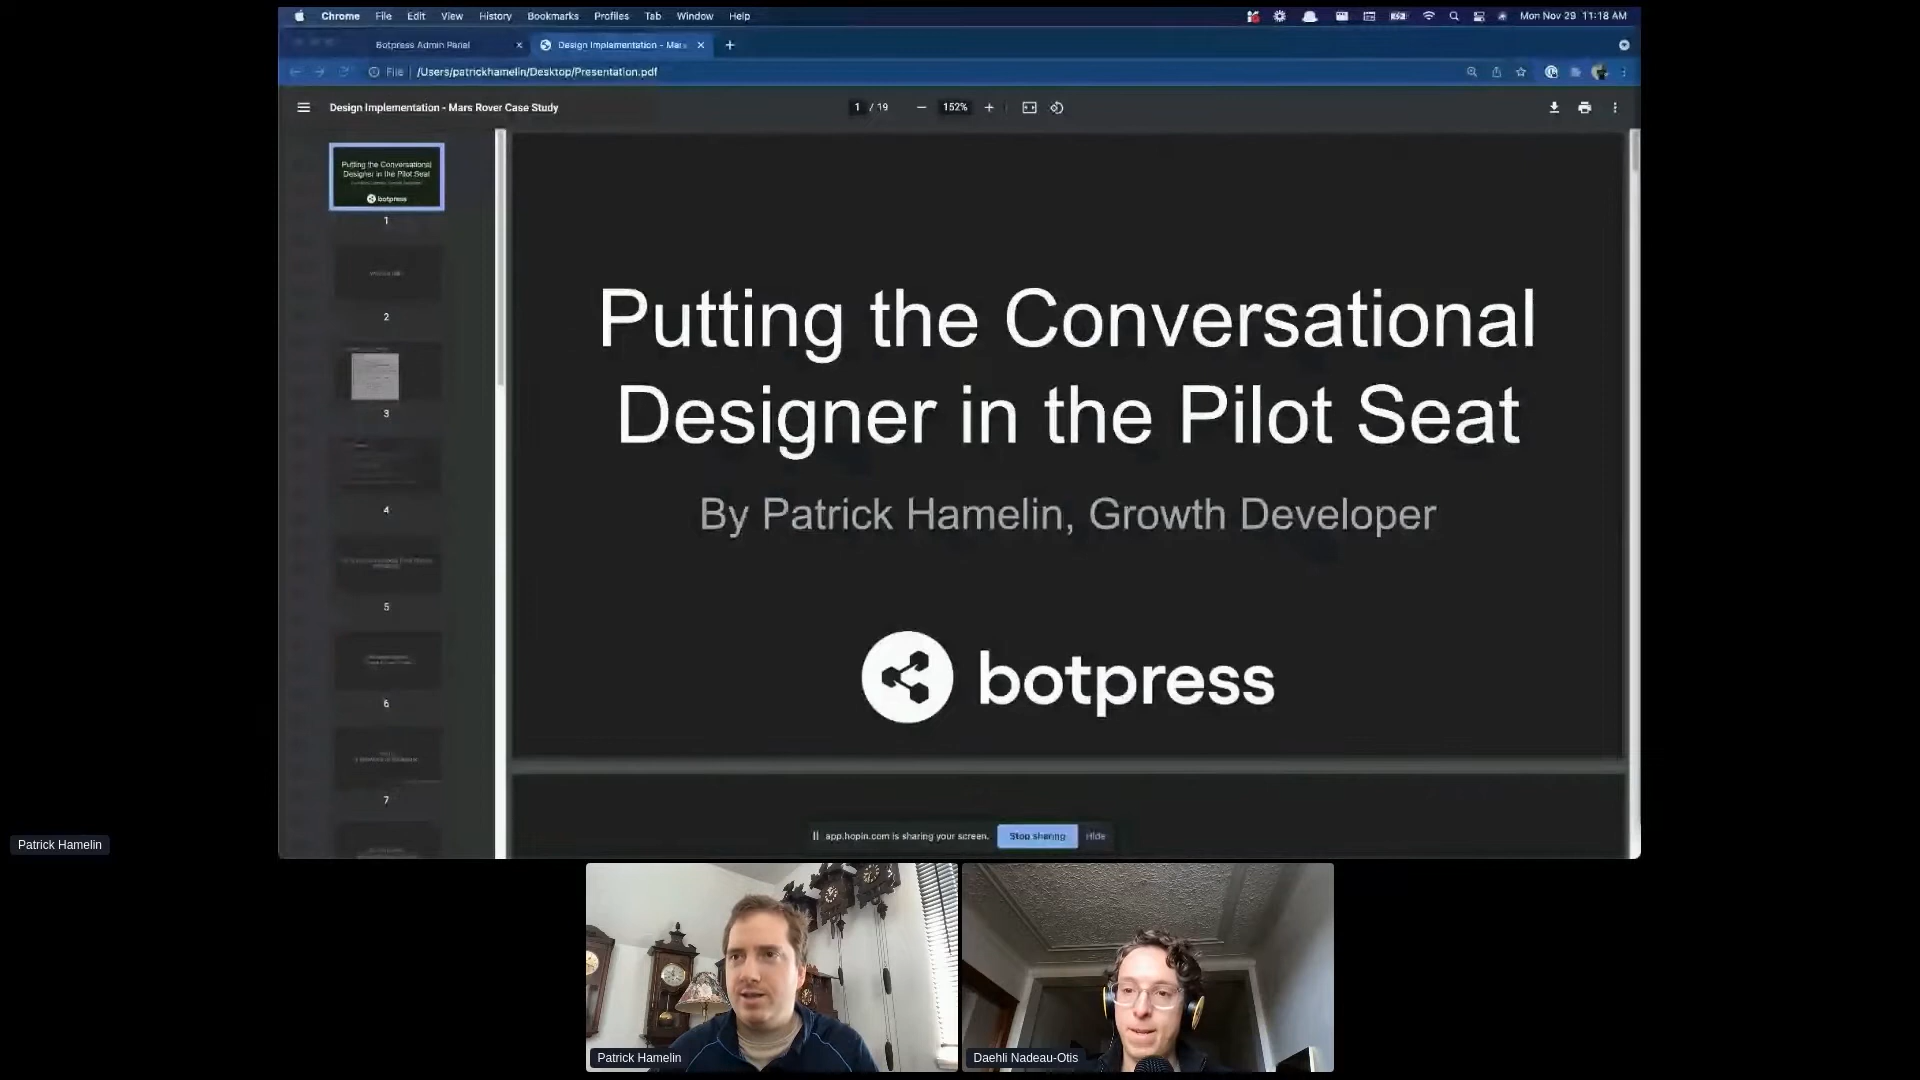 Chrome File Edit View History Bookmarks Profiles Tab Window Help Mon Nov 29 11:18 AM
Botpress Admin Panel Design Implementation - Mars
File /Users/patrickhamelin/Desktop/Presentation.pdf
Design Implementation - Mars Rover Case Study 1 / 19 152%
Putting the Conversational
Designer in the Pilot Seat
botpress
1
2
3
4
5
6
7
Putting the Conversational
Designer in the Pilot Seat
By Patrick Hamelin, Growth Developer
botpress
app.hopin.com is sharing your screen. Stop sharing Hide
Patrick Hamelin
Patrick Hamelin
Daehli Nadeau-Otis